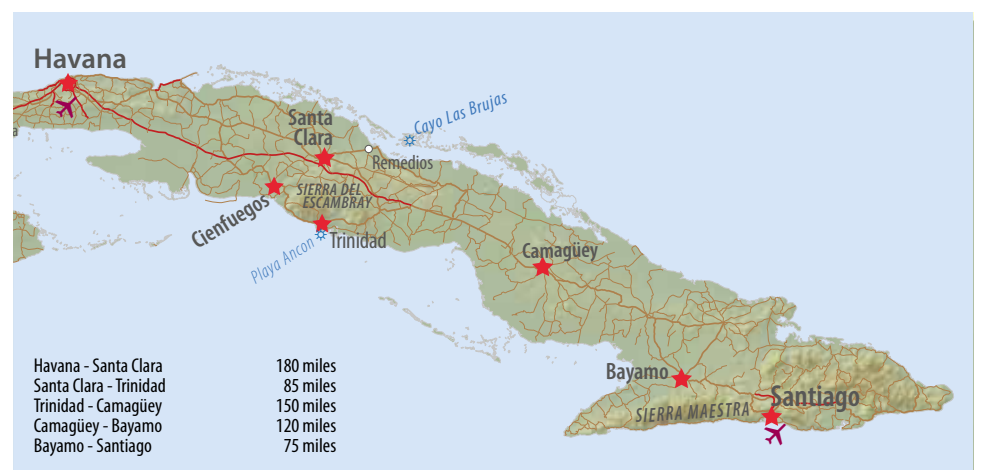 Havana
Santa
Clara
Cayo Las Brujas
Remedios
SIERRA DEL
ESCAMBRAY
Cienfuegos
Trinidad
Playa Ancon
Camagüey
Bayamo
Santiago
SIERRA MAESTRA
a
Havana - Santa Clara 180 miles
Santa Clara - Trinidad 85 miles
Trinidad - Camagüey 150 miles
Camagüey - Bayamo 120 miles
Bayamo - Santiago 75 miles